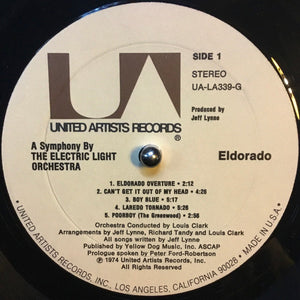 UA
SIDE 1
STEREO
UA-LA339-G
Produced by
Jeff Lynne
UNITED ARTISTS RECORDS
®
A Symphony By
THE ELECTRIC LIGHT
ORCHESTRA
Eldorado
1. ELDORADO OVERTURE • 2:12
2. CAN'T GET IT OUT OF MY HEAD • 4:26
3. BOY BLUE • 5:18
4. LAREDO TORNADO • 5:28
5. POORBOY (The Greenwood) • 2:56
Orchestra Conducted by Louis Clark
Arrangements by Jeff Lynne, Richard Tandy and Louis Clark
All songs written by Jeff Lynne
Published by Yellow Dog Music, Inc. ASCAP
Prologue spoken by Peter Ford-Robertson
℗ 1974 United Artists Records, Inc.
All Rights Reserved
• UNITED ARTISTS RECORDS, INC., LOS ANGELES, CALIFORNIA 90028 • MADE IN U.S.A.